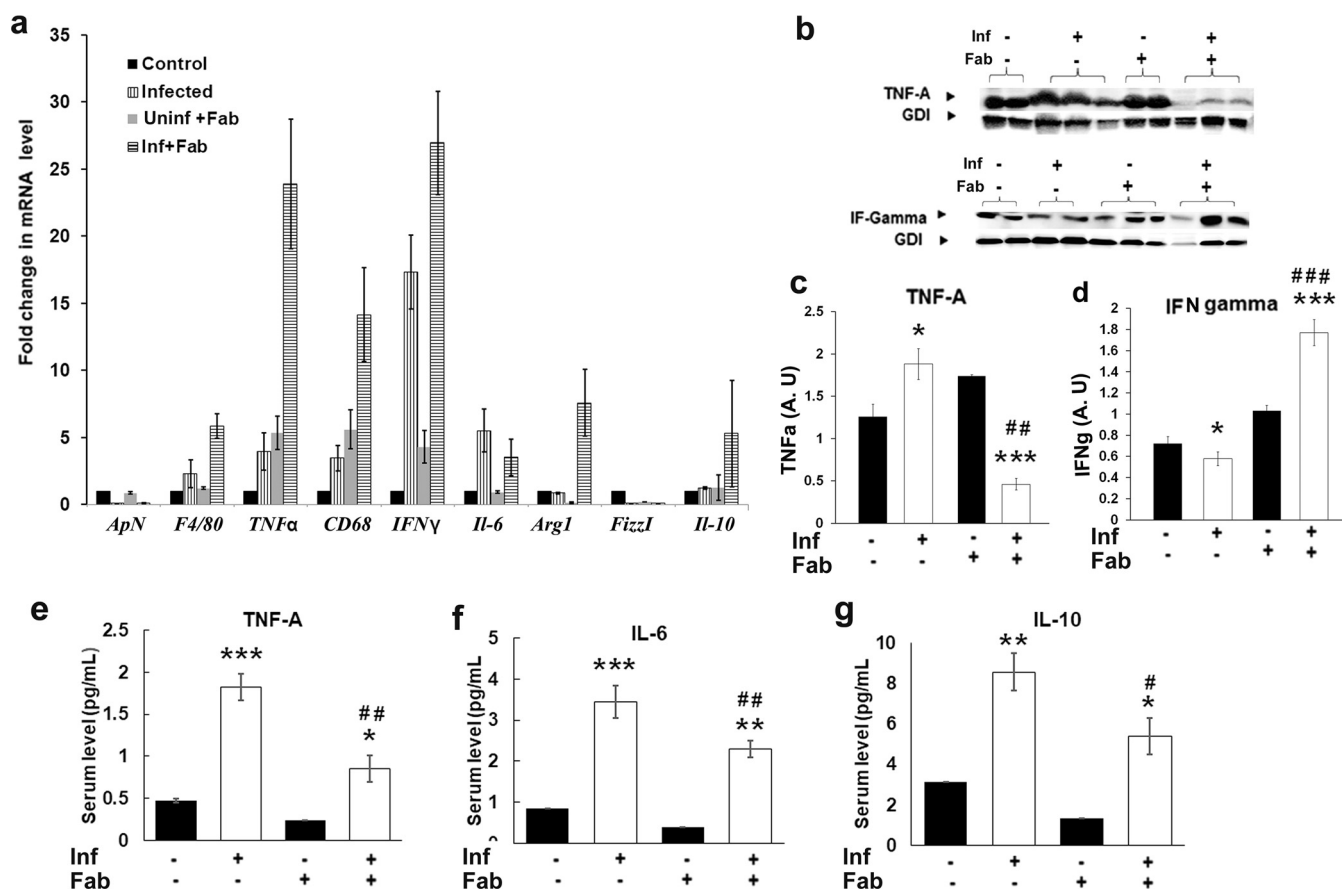 a
Fold change in mRNA level
35
30
25
20
15
10
5
0
Control
Infected
Uninf +Fab
Inf+Fab
ApN F4/80 TNFα CD68 IFNγ Il-6 Arg1 FizzI Il-10
b
Inf - + - +
Fab - - + +
TNF-A
GDI
Inf - + - +
Fab - - + +
IF-Gamma
GDI
c
TNF-A
TNFa (A. U)
2.5
2
1.5
1
0.5
0
*
##
***
Inf - + - +
Fab - - + +
d
IFN gamma
IFNg (A. U)
2
1.8
1.6
1.4
1.2
1
0.8
0.6
0.4
0.2
0
*
###
***
Inf - + - +
Fab - - + +
e
TNF-A
Serum level (pg/mL)
2.5
2
1.5
1
0.5
0
***
##
*
Inf - + - +
Fab - - + +
f
IL-6
Serum level (pg/mL)
5
4
3
2
1
***
##
**
Inf - + - +
Fab - - + +
g
IL-10
Serum level (pg/mL
10
8
6
4
2
0
**
#
*
Inf - + - +
Fab - - + +